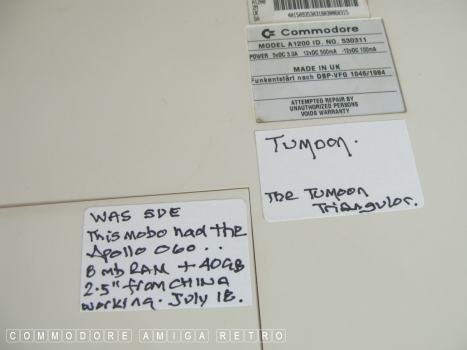 Commodore
MODEL A1200 ID. NO. 530311
POWER 5vDC 3.0A 12vDC 500mA -12vDC 100mA
MADE IN UK
Funkentstört nach DBP-VFG 1046/1984
ATTEMPTED REPAIR BY
UNAUTHORIZED PERSONS
VOIDS WARRANTY
TUMOON.
THE TUMOON
TRIANGULOR.
WAS SDE
This mobo had the
Apollo 060..
8 mb RAM + 40GB
2.5" from CHINA
working. July 18.
COMMODORE AMIGA RETRO